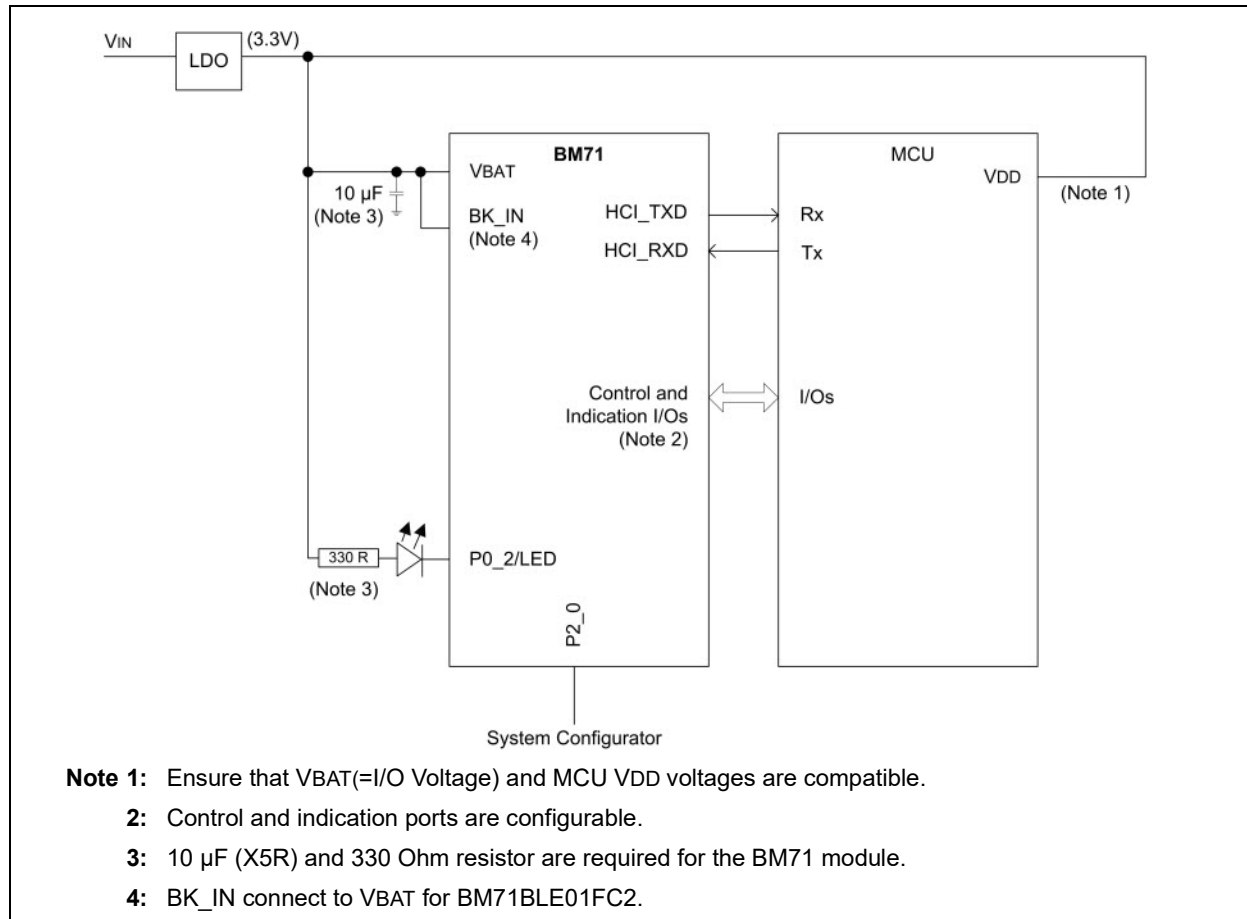 VIN
LDO
(3.3V)
BM71
MCU
VBAT
VDD
10 µF
(Note 3)
(Note 1)
BK_IN
(Note 4)
HCI_TXD
Rx
HCI_RXD
Tx
Control and
Indication I/Os
(Note 2)
I/Os
330 R
(Note 3)
P0_2/LED
P2_0
System Configurator
Note 1: Ensure that VBAT(=I/O Voltage) and MCU VDD voltages are compatible.
2: Control and indication ports are configurable.
3: 10 µF (X5R) and 330 Ohm resistor are required for the BM71 module.
4: BK_IN connect to VBAT for BM71BLE01FC2.